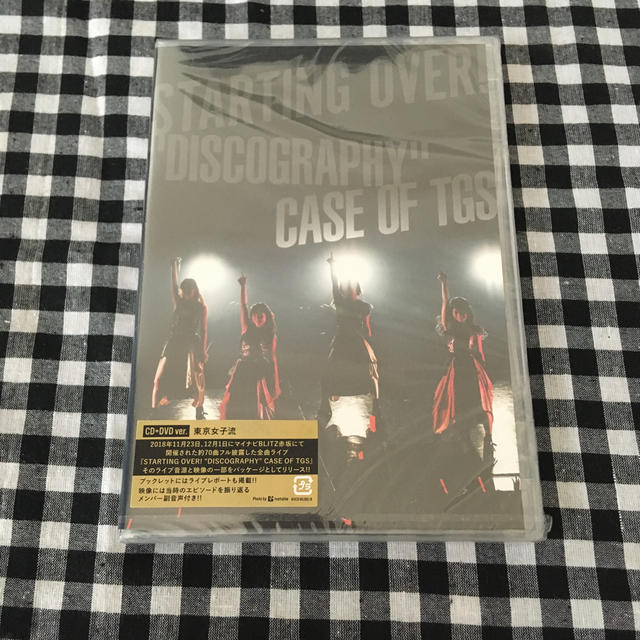 STARTING OVER!
"DISCOGRAPHY"
CASE OF TGS
CD+DVD ver. 東京女子流
2018年11月23日、12月1日にマイナビBLITZ赤坂にて
開催された約70曲フル披露した全曲ライブ
『STARTING OVER! "DISCOGRAPHY" CASE OF TGS』
そのライブ音源と映像の一部をパッケージとしてリリース!!
ブックレットにはライブレポートも掲載!!
映像には当時のエピソードを振り返る
メンバー副音声付き!!
Photo by